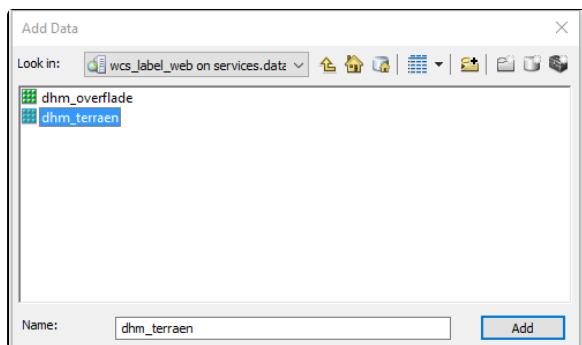 Add Data
Look in: wcs_label_web on services.data
dhm_overflade
dhm_terraen
Name: dhm_terraen Add